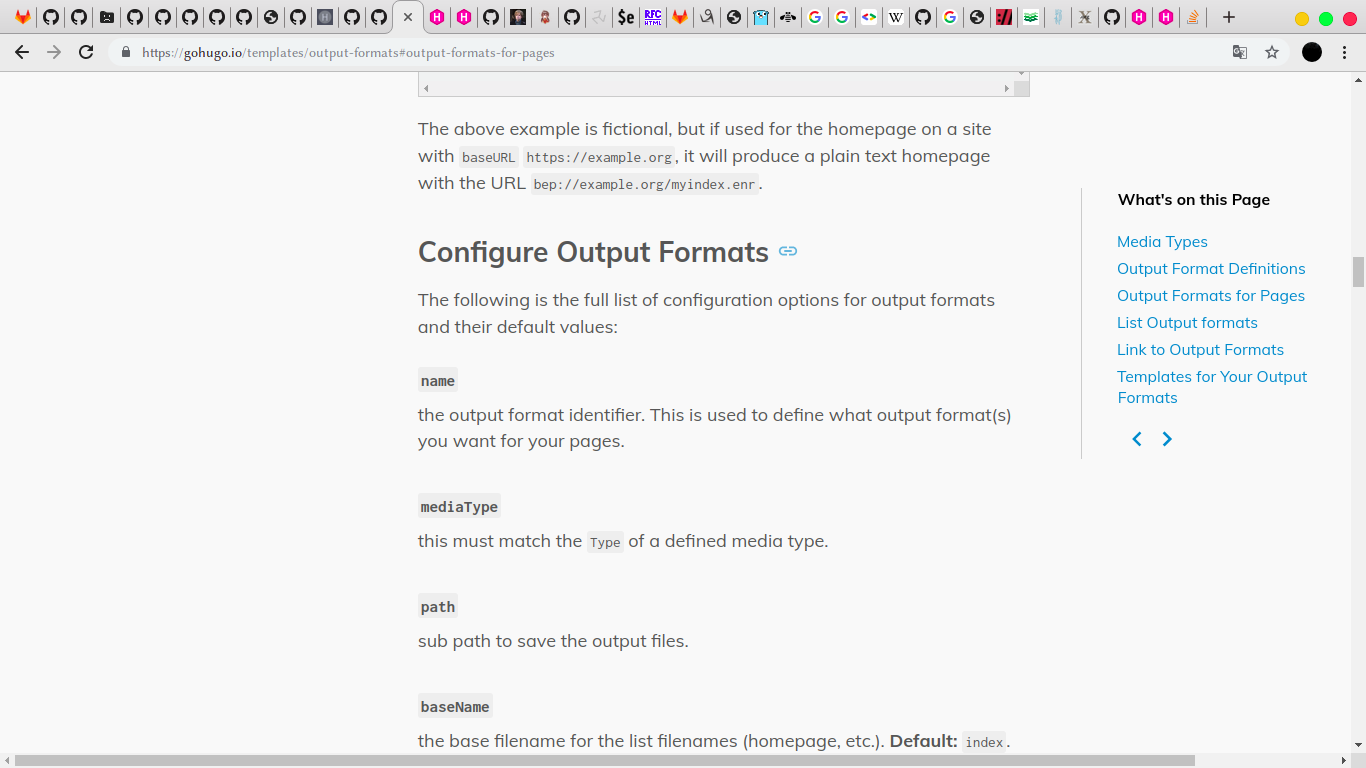 $e
RFC
HTML
W
https://gohugo.io/templates/output-formats#output-formats-for-pages
The above example is fictional, but if used for the homepage on a site
with baseURL https://example.org, it will produce a plain text homepage
with the URL bep://example.org/myindex.enr.
Configure Output Formats
The following is the full list of configuration options for output formats
and their default values:
name
the output format identifier. This is used to define what output format(s)
you want for your pages.
mediaType
this must match the Type of a defined media type.
path
sub path to save the output files.
baseName
the base filename for the list filenames (homepage, etc.). Default: index.
What's on this Page
Media Types
Output Format Definitions
Output Formats for Pages
List Output formats
Link to Output Formats
Templates for Your Output
Formats